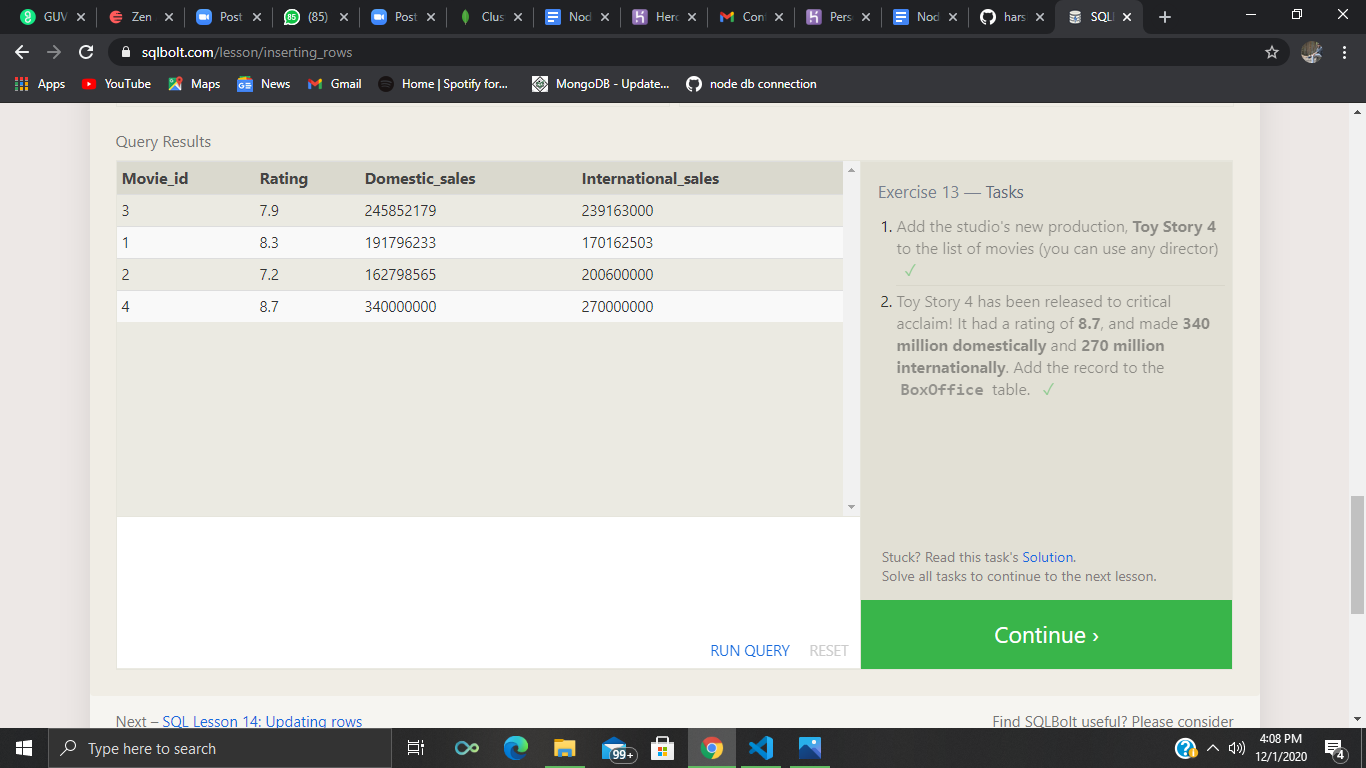 GUV
Zen
Post
(85)
Post
Clus
Nod
Herc
Cont
Pers
Nod
hars
SQL
sqlbolt.com/lesson/inserting_rows
Apps
YouTube
Maps
News
Gmail
Home | Spotify for...
MongoDB - Update...
node db connection
Query Results
Movie_id Rating Domestic_sales International_sales
3 7.9 245852179 239163000
1 8.3 191796233 170162503
2 7.2 162798565 200600000
4 8.7 340000000 270000000
RUN QUERY RESET
Exercise 13 — Tasks
1. Add the studio's new production, Toy Story 4
to the list of movies (you can use any director)
✓
2. Toy Story 4 has been released to critical
acclaim! It had a rating of 8.7, and made 340
million domestically and 270 million
internationally. Add the record to the
BoxOffice table. ✓
Stuck? Read this task's Solution.
Solve all tasks to continue to the next lesson.
Continue ›
Next – SQL Lesson 14: Updating rows
Find SQLBolt useful? Please consider
Type here to search
99+
4:08 PM
12/1/2020
4